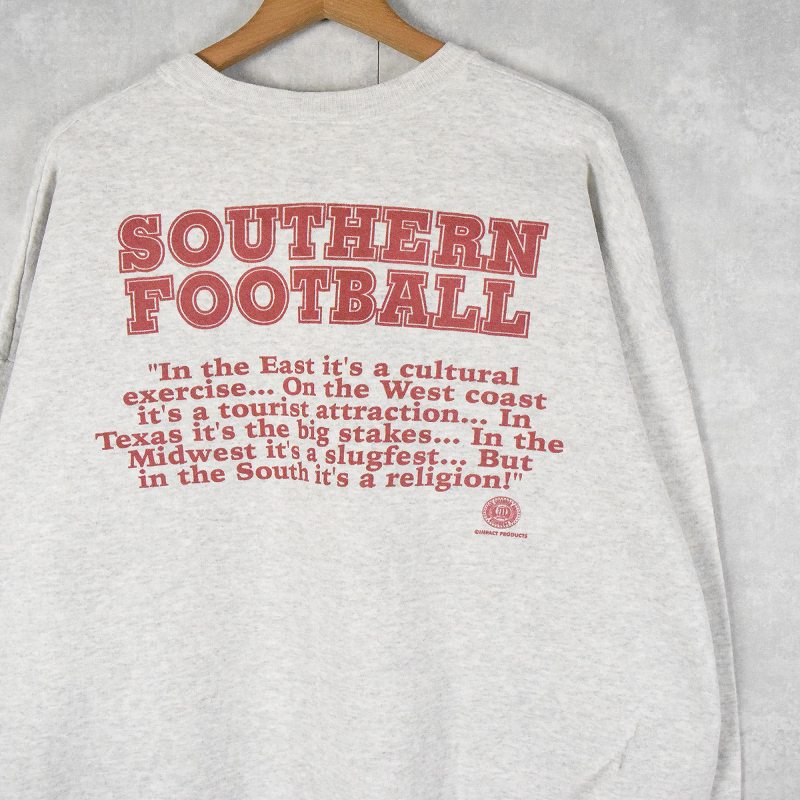 SOUTHERN
FOOTBALL
"In the East it's a cultural
exercise... On the West coast
it's a tourist attraction... In
Texas it's the big stakes... In the
Midwest it's a slugfest... But
in the South it's a religion!"
©IMPACT PRODUCTS